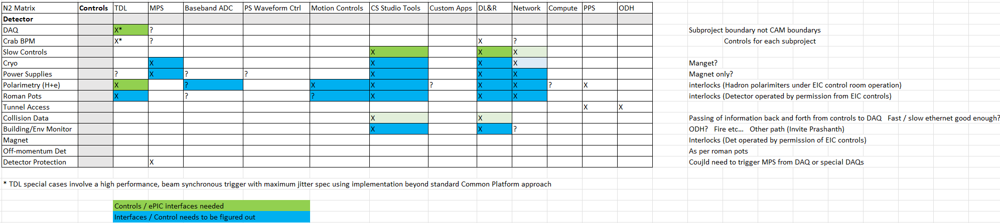 N2 Matrix Controls TDL MPS Baseband ADC PS Waveform Ctrl Motion Controls CS Studio Tools Custom Apps DL&R Network Compute PPS ODH
Detector
DAQ X* ? Subproject boundary not CAM boundarys
Crab BPM X* ? X ? Controls for each subproject
Slow Controls X X X
Cryo X X X X Manget?
Power Supplies ? X ? ? X X X Magnet only?
Polarimetry (H+e) X ? X X ? X X ? X interlocks (Hadron polarimiters under EIC control room operation)
Roman Pots X ? ? X X X interlocks (Detector operated by permission from EIC controls)
Tunnel Access X X
Collision Data X X Passing of information back and forth from controls to DAQ Fast / slow ethernet good enough?
Building/Env Monitor X X ? ODH? Fire etc... Other path (Invite Prashanth)
Magnet Interlocks (Det operated by permission of EIC controls)
Off-momentum Det As per roman pots
Detector Protection X Coujld need to trigger MPS from DAQ or special DAQs
* TDL special cases involve a high performance, beam synchronous trigger with maximum jitter spec using implementation beyond standard Common Platform approach
Controls / ePIC interfaces needed
Interfaces / Control needs to be figured out